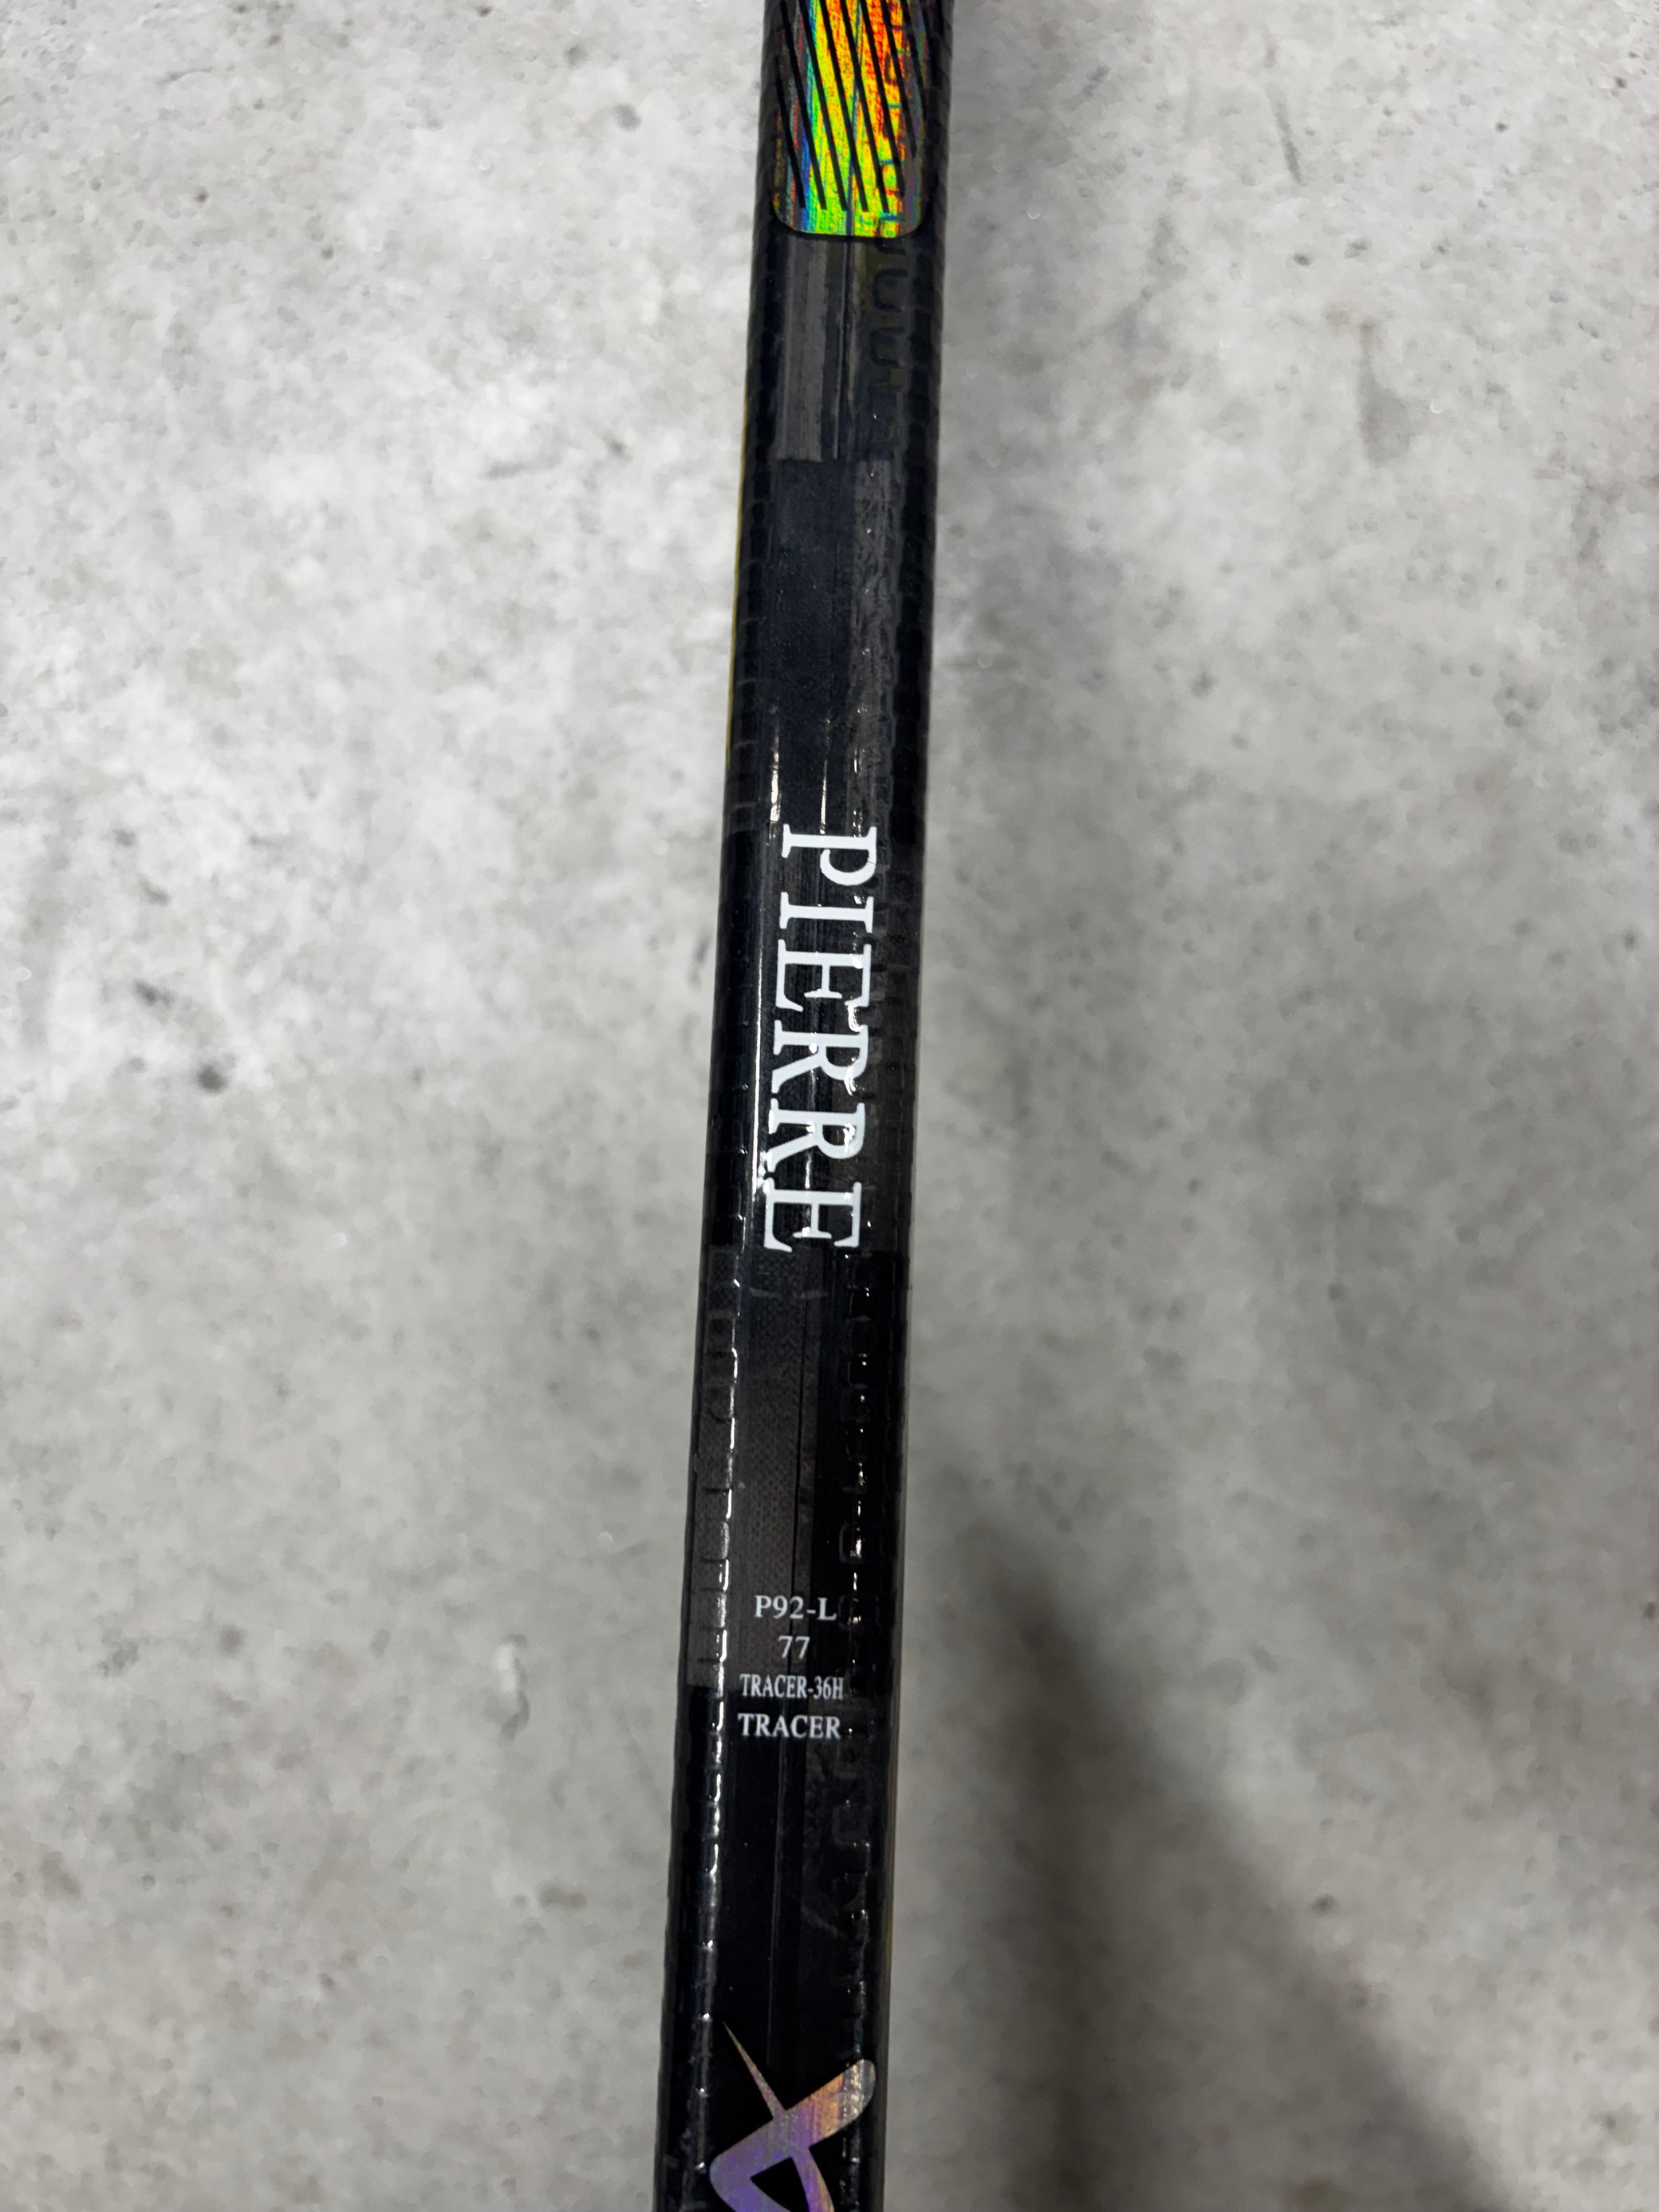 PIERRE
P92-L
77
TRACER-36H
TRACER